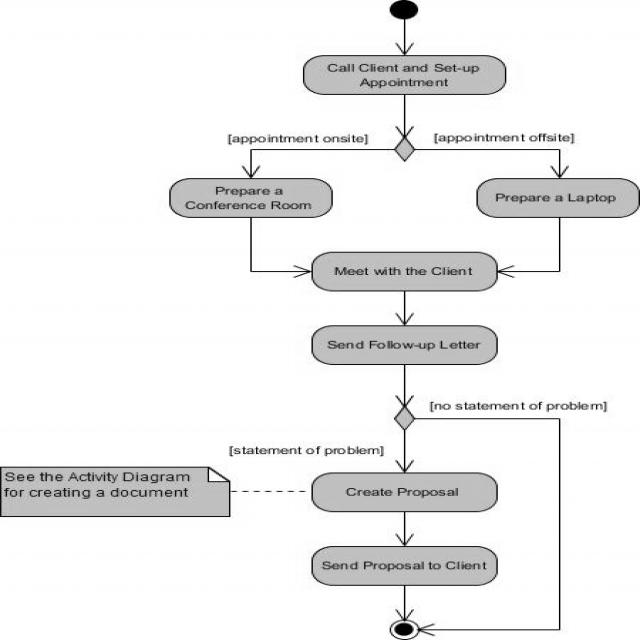 Call Client and Set-up
Appointment
[appointment onsite]
[appointment offsite]
Prepare a
Conference Room
Prepare a Laptop
Meet with the Client
Send Follow-up Letter
[no statement of problem]
[statement of problem]
See the Activity Diagram
for creating a document
Create Proposal
Send Proposal to Client